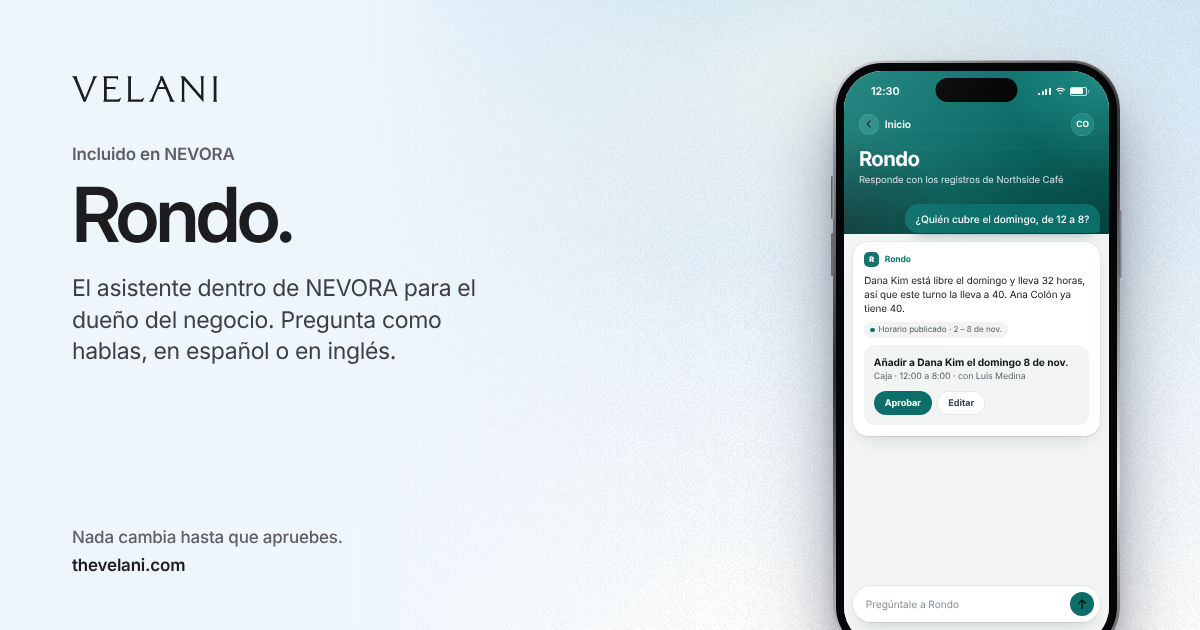 VELANI
Incluido en NEVORA
Rondo.
El asistente dentro de NEVORA para el
dueño del negocio. Pregunta como
hablas, en español o en inglés.
Nada cambia hasta que apruebes.
thevelani.com
12:30
Inicio
CO
Rondo
Responde con los registros de Northside Café
¿Quién cubre el domingo, de 12 a 8?
R Rondo
Dana Kim está libre el domingo y lleva 32 horas,
así que este turno la lleva a 40. Ana Colón ya
tiene 40.
Horario publicado · 2 – 8 de nov.
Añadir a Dana Kim el domingo 8 de nov.
Caja · 12:00 a 8:00 · con Luis Medina
Aprobar
Editar
Pregúntale a Rondo